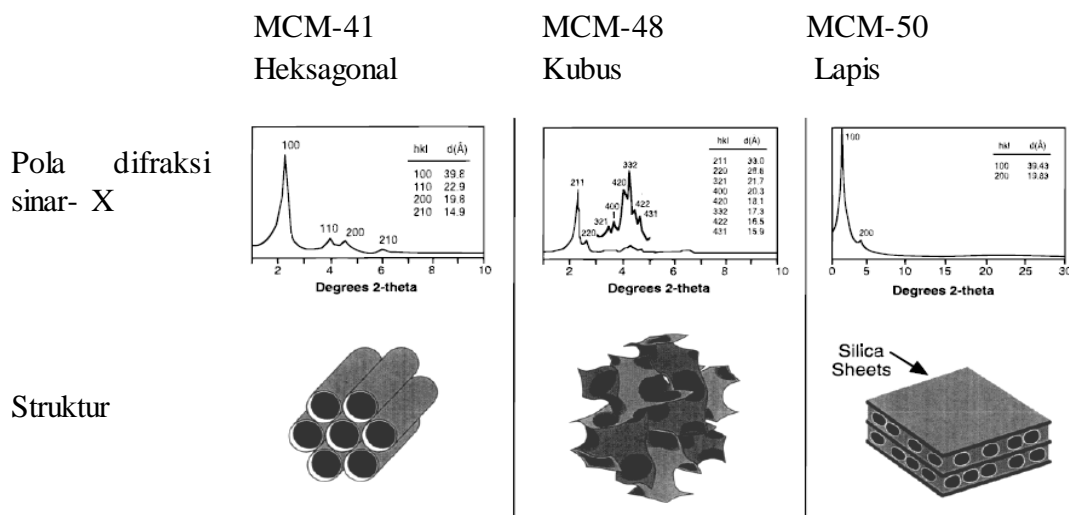 MCM-41 MCM-48 MCM-50
Heksagonal Kubus Lapis
Pola difraksi
sinar- X
100
110
200
210
hkl d(Å)
100 39.8
110 22.9
200 19.8
210 14.9
2 4 6 8 10
Degrees 2-theta
211
220
321
400
420
332
422
431
hkl d(Å)
211 33.0
220 28.6
321 21.7
400 20.3
420 18.1
332 17.3
422 16.5
431 15.9
2 4 6 8 10
Degrees 2-theta
100
200
hkl d(Å)
100 39.43
200 19.83
0 5 10 15 20 25 30
Degrees 2-theta
Struktur
Silica
Sheets